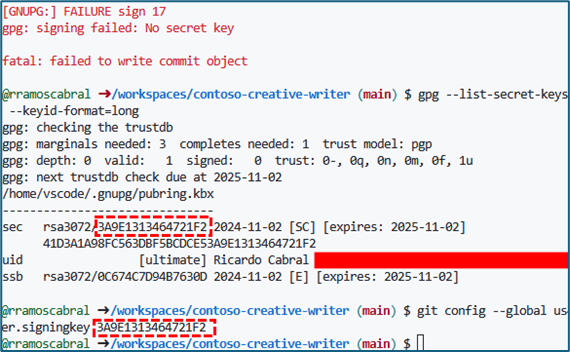 [GNUPG:] FAILURE sign 17
gpg: signing failed: No secret key
fatal: failed to write commit object
@rramoscabral ➜/workspaces/contoso-creative-writer (main) $ gpg --list-secret-keys
--keyid-format=long
gpg: checking the trustdb
gpg: marginals needed: 3  completes needed: 1  trust model: pgp
gpg: depth: 0  valid:   1  signed:   0  trust: 0-, 0q, 0n, 0m, 0f, 1u
gpg: next trustdb check due at 2025-11-02
/home/vscode/.gnupg/pubring.kbx
-------------------------------
sec   rsa3072/3A9E1313464721F2 2024-11-02 [SC] [expires: 2025-11-02]
      41D3A1A98FC563DBF5BCDCE53A9E1313464721F2
uid                 [ultimate] Ricardo Cabral
ssb   rsa3072/0C674C7D94B7630D 2024-11-02 [E] [expires: 2025-11-02]
@rramoscabral ➜/workspaces/contoso-creative-writer (main) $ git config --global us
er.signingkey 3A9E1313464721F2
@rramoscabral ➜/workspaces/contoso-creative-writer (main) $